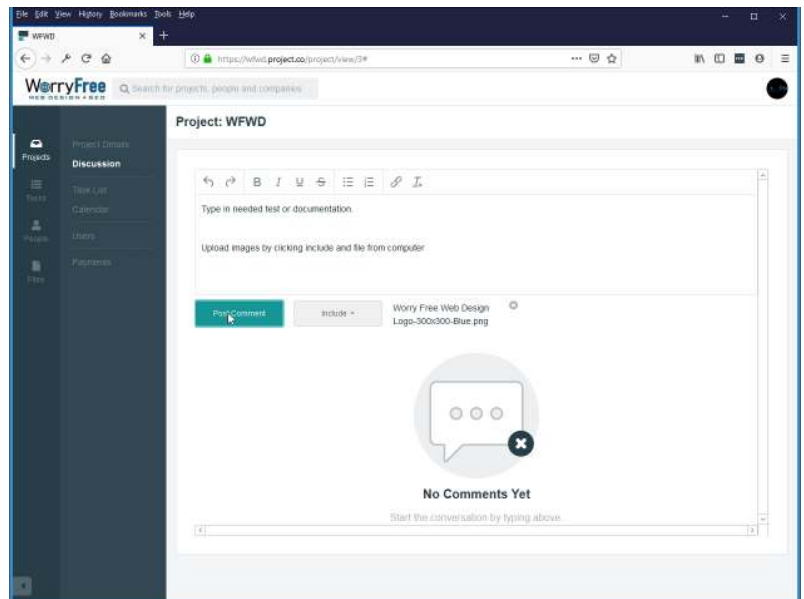 File Edit View History Bookmarks Tools Help
WFWD
https://wfwd.project.co/project/view/3#
WorryFree
WEB DESIGN + SEO
Search for projects, people and companies
Project: WFWD
Projects
Tasks
People
Files
Project Details
Discussion
Task List
Calendar
Users
Payments
B I U S
Type in needed test or documentation.
Upload images by clicking include and file from computer
Post Comment
Include
Worry Free Web Design
Logo-300x300-Blue.png
No Comments Yet
Start the conversation by typing above.